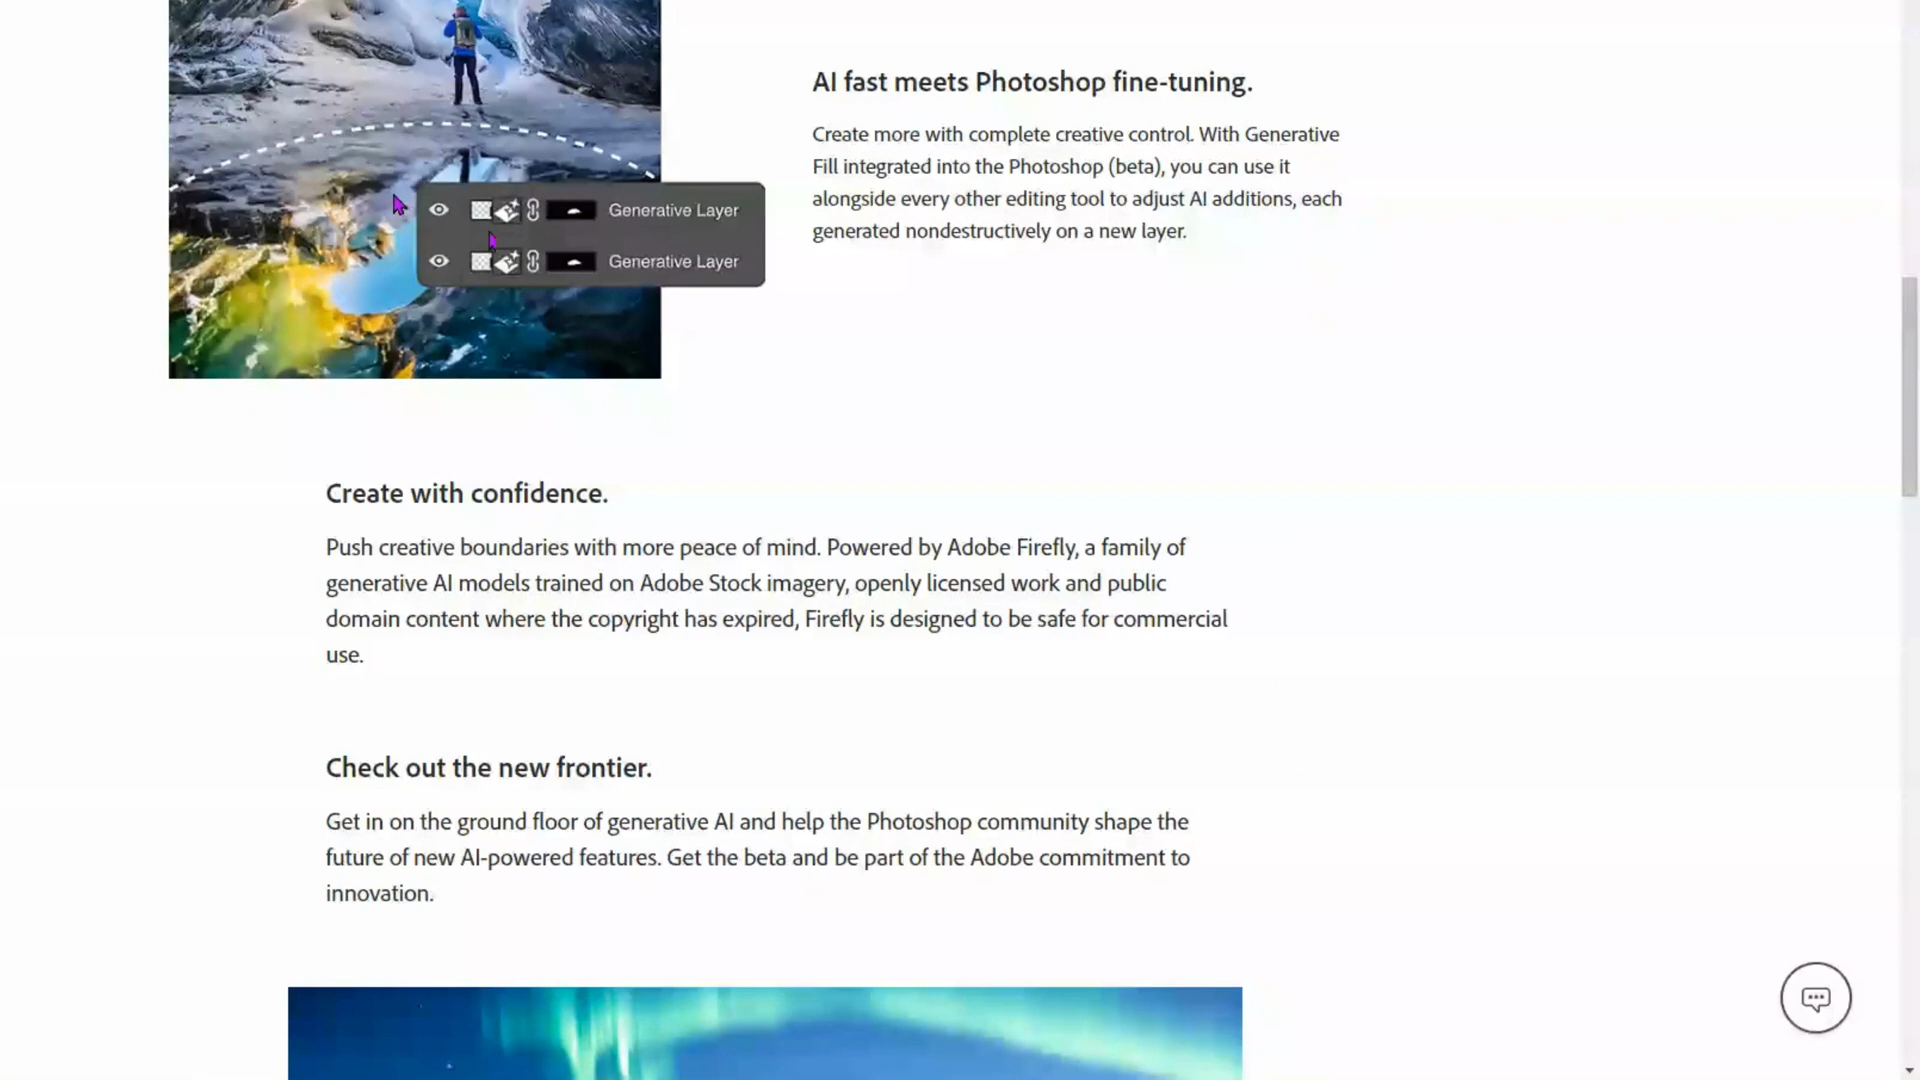 AI fast meets Photoshop fine-tuning.
Create more with complete creative control. With Generative
Fill integrated into the Photoshop (beta), you can use it
alongside every other editing tool to adjust AI additions, each
generated nondestructively on a new layer.
Generative Layer
Generative Layer
Create with confidence.
Push creative boundaries with more peace of mind. Powered by Adobe Firefly, a family of
generative AI models trained on Adobe Stock imagery, openly licensed work and public
domain content where the copyright has expired, Firefly is designed to be safe for commercial
use.
Check out the new frontier.
Get in on the ground floor of generative AI and help the Photoshop community shape the
future of new AI-powered features. Get the beta and be part of the Adobe commitment to
innovation.